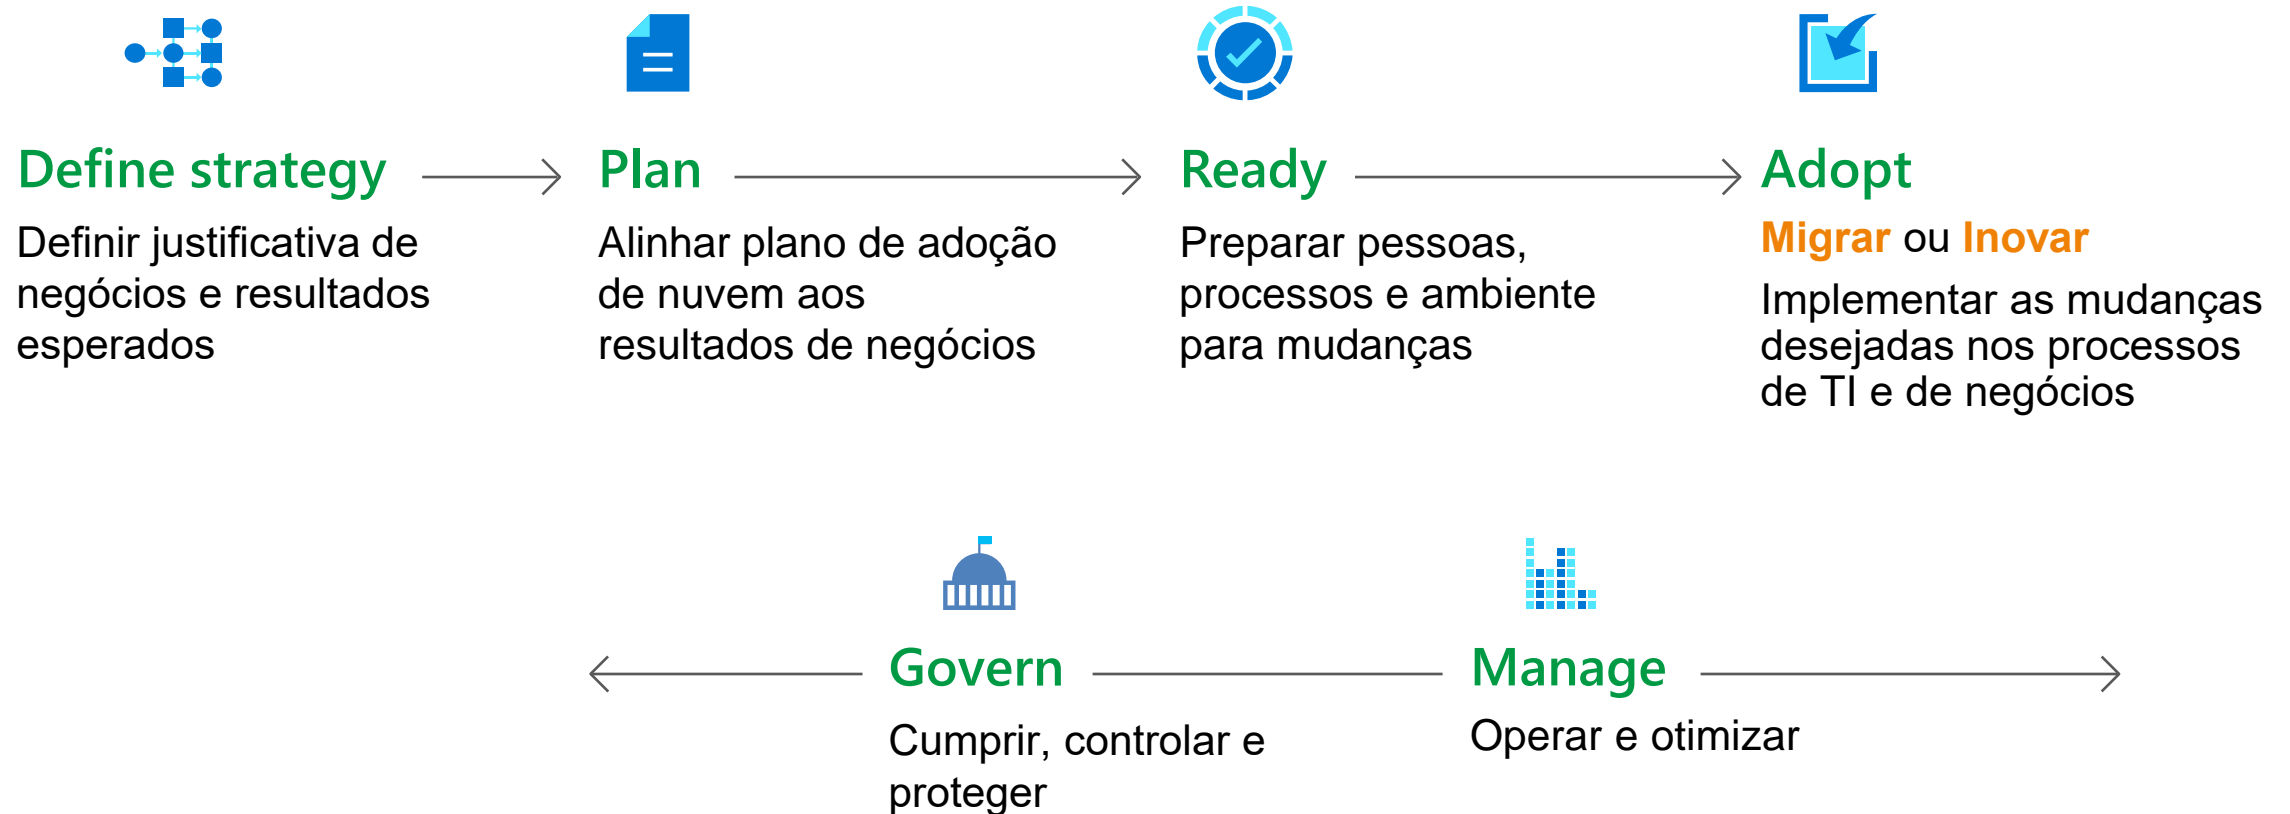 Define strategy
Definir justificativa de
negócios e resultados
esperados
Plan
Alinhar plano de adoção
de nuvem aos
resultados de negócios
Ready
Preparar pessoas,
processos e ambiente
para mudanças
Adopt
Migrar ou Inovar
Implementar as mudanças
desejadas nos processos
de TI e de negócios
Govern
Cumprir, controlar e
proteger
Manage
Operar e otimizar